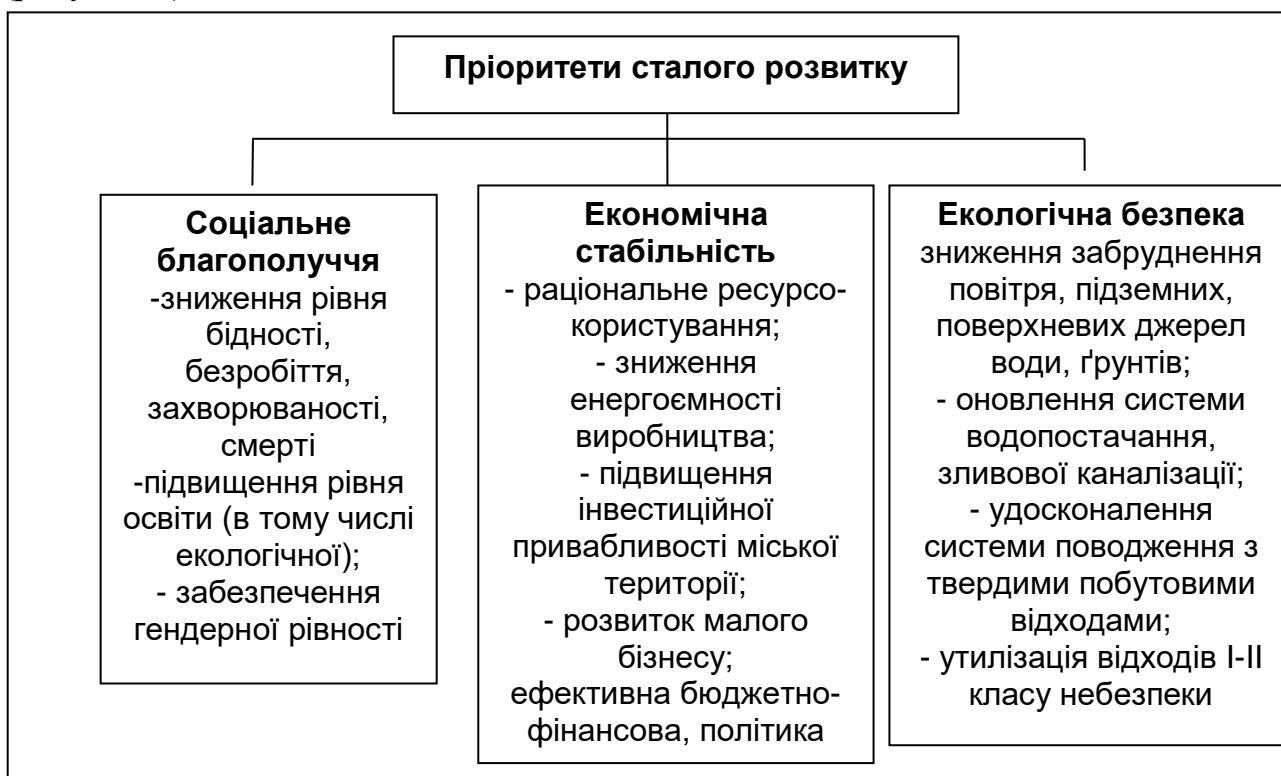 Пріоритети сталого розвитку
Соціальне
благополуччя
-зниження рівня
бідності,
безробіття,
захворюваності,
смерті
-підвищення рівня
освіти (в тому числі
екологічної);
- забезпечення
гендерної рівності
Економічна
стабільність
- раціональне ресурсо-
користування;
- зниження
енергоємності
виробництва;
- підвищення
інвестиційної
привабливості міської
території;
- розвиток малого
бізнесу;
ефективна бюджетно-
фінансова, політика
Екологічна безпека
зниження забруднення
повітря, підземних,
поверхневих джерел
води, ґрунтів;
- оновлення системи
водопостачання,
зливової каналізації;
- удосконалення
системи поводження з
твердими побутовими
відходами;
- утилізація відходів І-ІІ
класу небезпеки